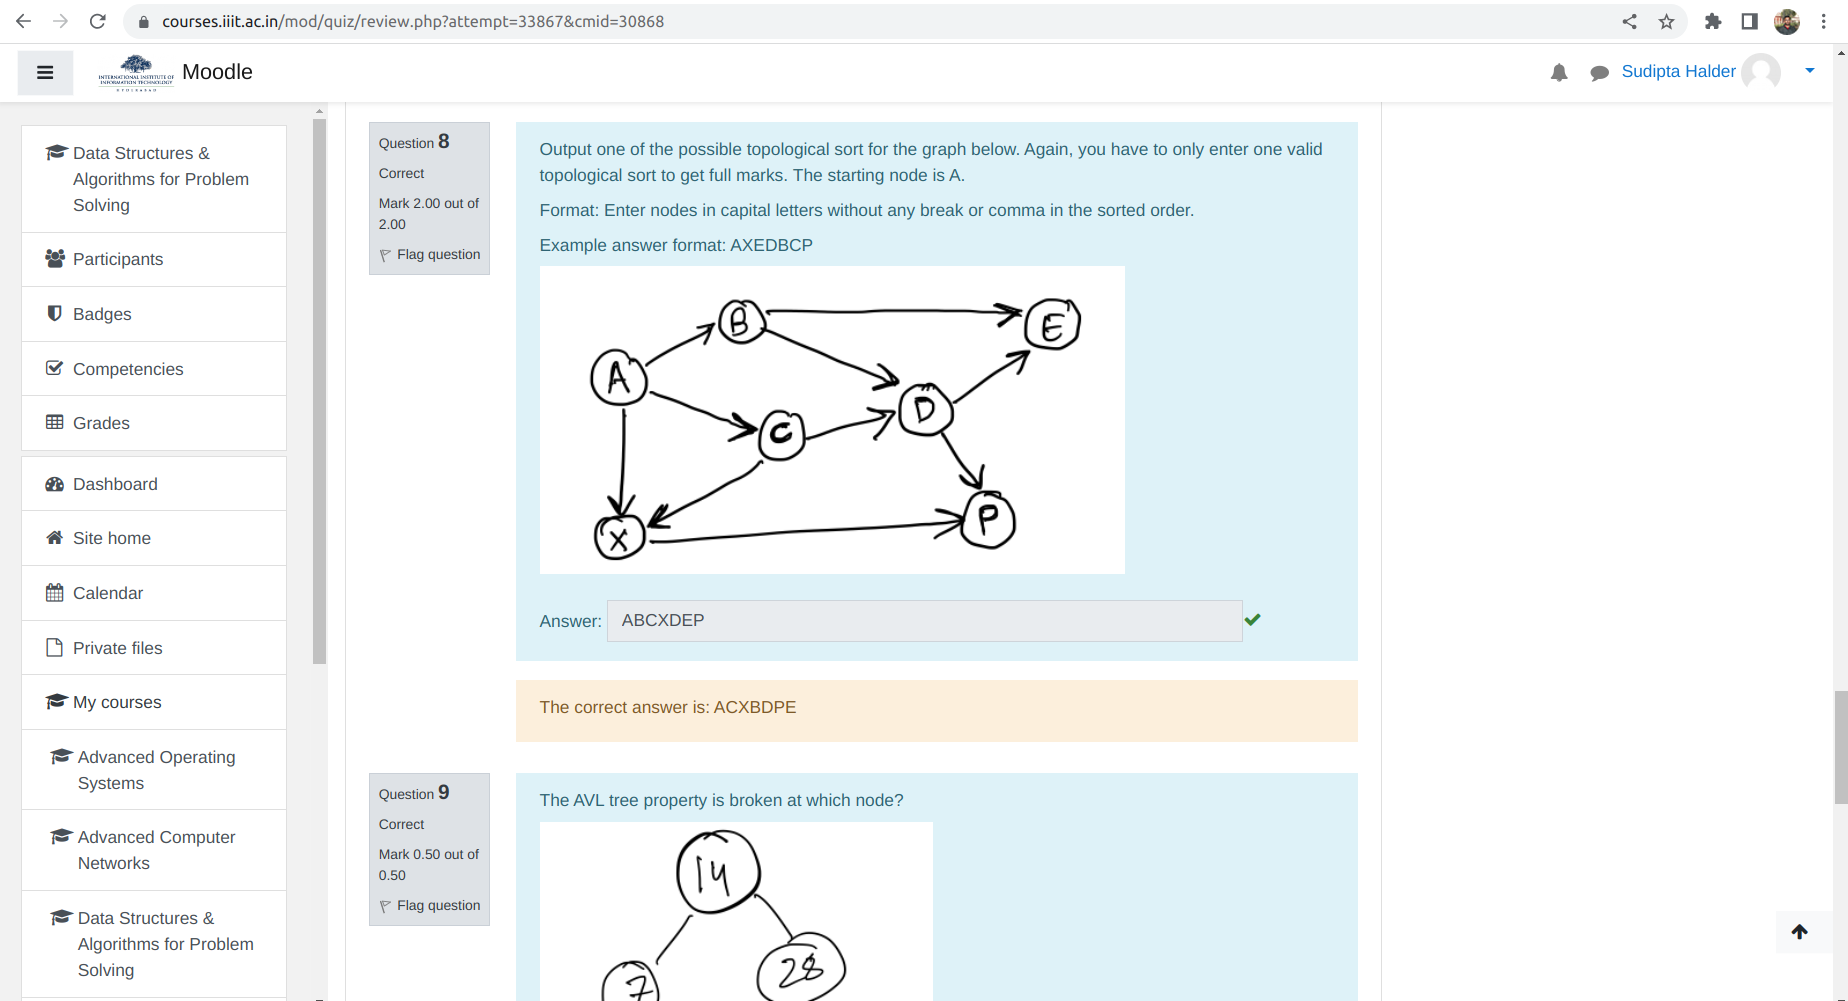 courses.iiit.ac.in/mod/quiz/review.php?attempt=33867&cmid=30868
INTERNATIONAL INSTITUTE OF
INFORMATION TECHNOLOGY
HYDERABAD
Moodle
Sudipta Halder
Data Structures &
Algorithms for Problem
Solving
Participants
Badges
Competencies
Grades
Dashboard
Site home
Calendar
Private files
My courses
Advanced Operating
Systems
Advanced Computer
Networks
Data Structures &
Algorithms for Problem
Solving
Question 8
Correct
Mark 2.00 out of
2.00
Flag question
Output one of the possible topological sort for the graph below. Again, you have to only enter one valid
topological sort to get full marks. The starting node is A.
Format: Enter nodes in capital letters without any break or comma in the sorted order.
Example answer format: AXEDBCP
B
E
A
D
C
P
X
Answer: ABCXDEP
The correct answer is: ACXBDPE
Question 9
Correct
Mark 0.50 out of
0.50
Flag question
The AVL tree property is broken at which node?
14
28
7